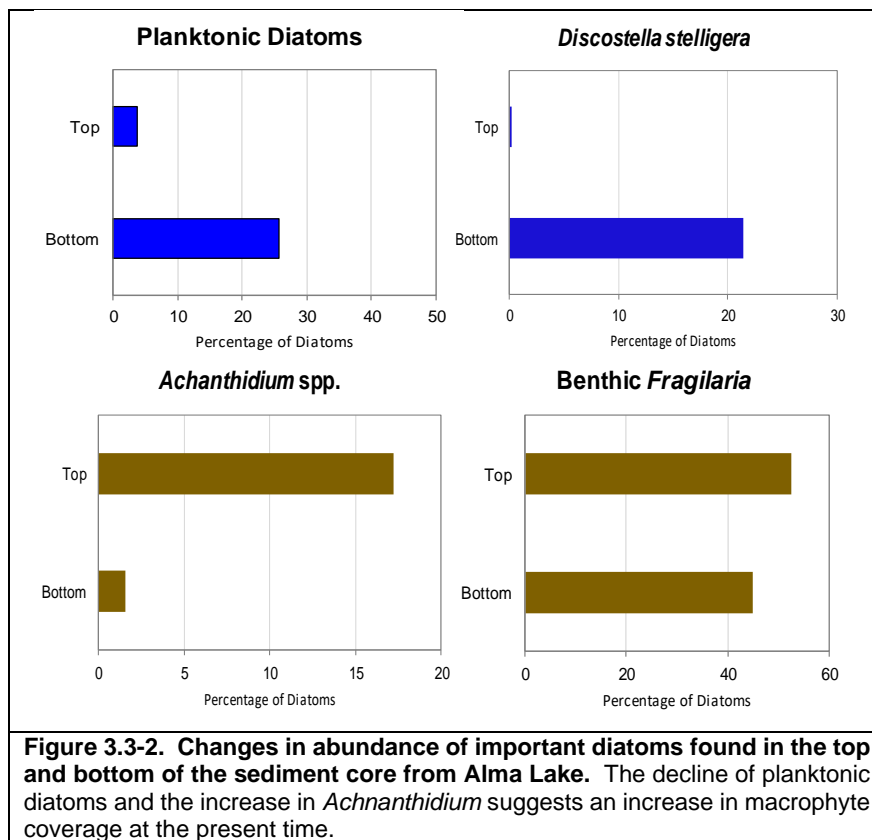 Planktonic Diatoms
Top
Bottom
0 10 20 30 40 50
Percentage of Diatoms
Discostella stelligera
Top
Bottom
0 10 20 30
Percentage of Diatoms
Achanthidium spp.
Top
Bottom
0 5 10 15 20
Percentage of Diatoms
Benthic Fragilaria
Top
Bottom
0 20 40 60
Percentage of Diatoms
Figure 3.3-2. Changes in abundance of important diatoms found in the top
and bottom of the sediment core from Alma Lake. The decline of planktonic
diatoms and the increase in Achnanthidium suggests an increase in macrophyte
coverage at the present time.